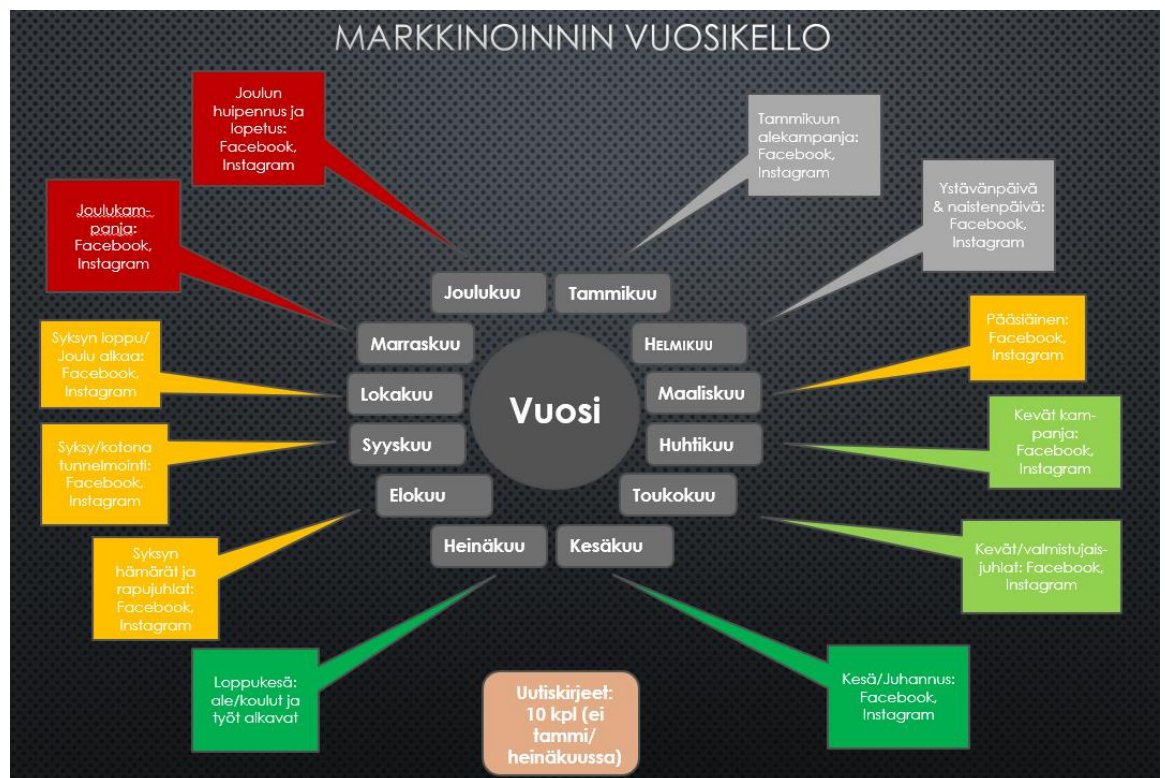 MARKKINOINNIN VUOSIKELLO
Joulun
huipennus ja
lopetus:
Facebook,
Instagram
Tammikuun
alekampanja:
Facebook,
Instagram
Joulukam-
panja:
Facebook,
Instagram
Ystävänpäivä
& naistenpäivä:
Facebook,
Instagram
Joulukuu
Tammikuu
Syksyn loppu/
Joulu alkaa:
Facebook,
Instagram
Marraskuu
HELMIKUU
Pääsiäinen:
Facebook,
Instagram
Lokakuu
Vuosi
Maaliskuu
Syksy/kotona
tunnelmointi:
Facebook,
Instagram
Syyskuu
Huhtikuu
Kevät kam-
panja:
Facebook,
Instagram
Elokuu
Toukokuu
Syksyn
hämärät ja
rapujuhlat:
Facebook,
Instagram
Heinäkuu
Kesäkuu
Kevät/valmistujais-
juhlat: Facebook,
Instagram
Loppukesä:
ale/koulut ja
työt alkavat
Uutiskirjeet:
10 kpl (ei
tammi/
heinäkuussa)
Kesä/Juhannus:
Facebook,
Instagram